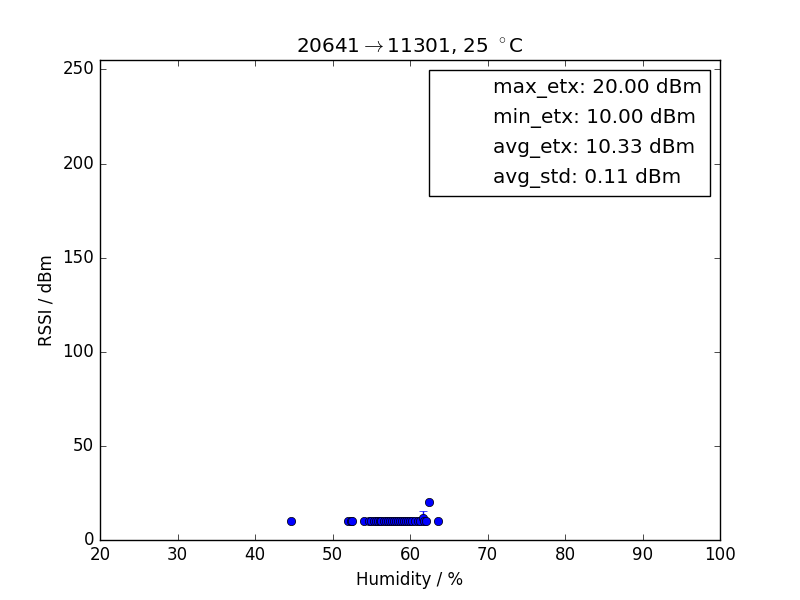 20641→11301, 25 °C
max_etx: 20.00 dBm
min_etx: 10.00 dBm
avg_etx: 10.33 dBm
avg_std: 0.11 dBm
RSSI / dBm
250
200
150
100
50
0
20 30 40 50 60 70 80 90 100
Humidity / %